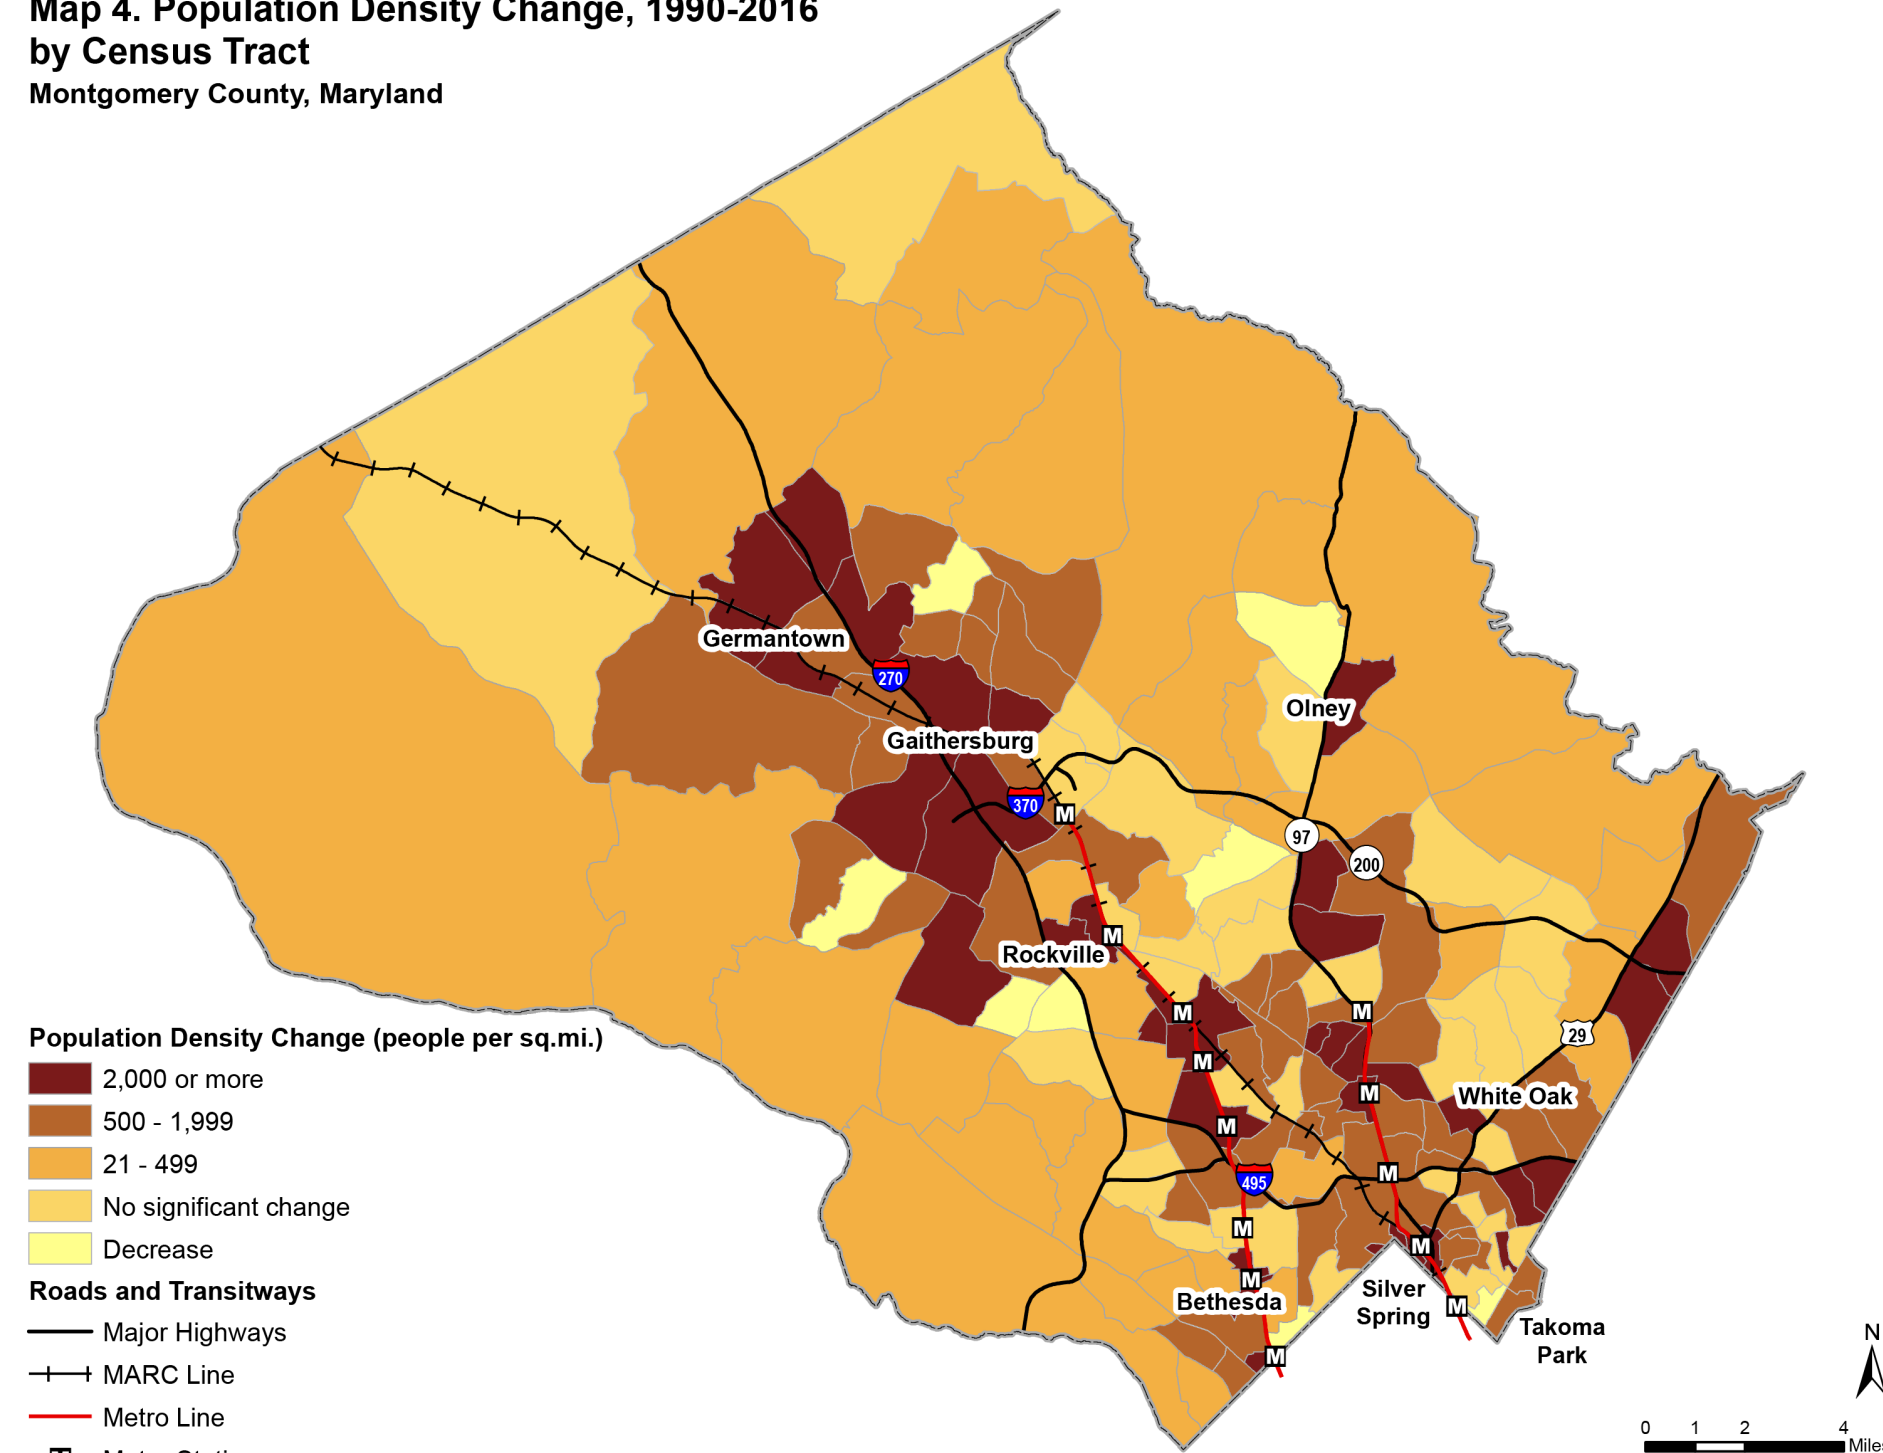 Map 4. Population Density Change, 1990-2016
by Census Tract
Montgomery County, Maryland
Germantown
270
Gaithersburg
Olney
370
M
97
200
Rockville
M
M
M
29
M
M
White Oak
M
M
495
M
M
M
Bethesda
Silver
Spring
M
Takoma
Park
M
Population Density Change (people per sq.mi.)
2,000 or more
500 - 1,999
21 - 499
No significant change
Decrease
Roads and Transitways
Major Highways
MARC Line
Metro Line
N
0 1 2 4
Miles